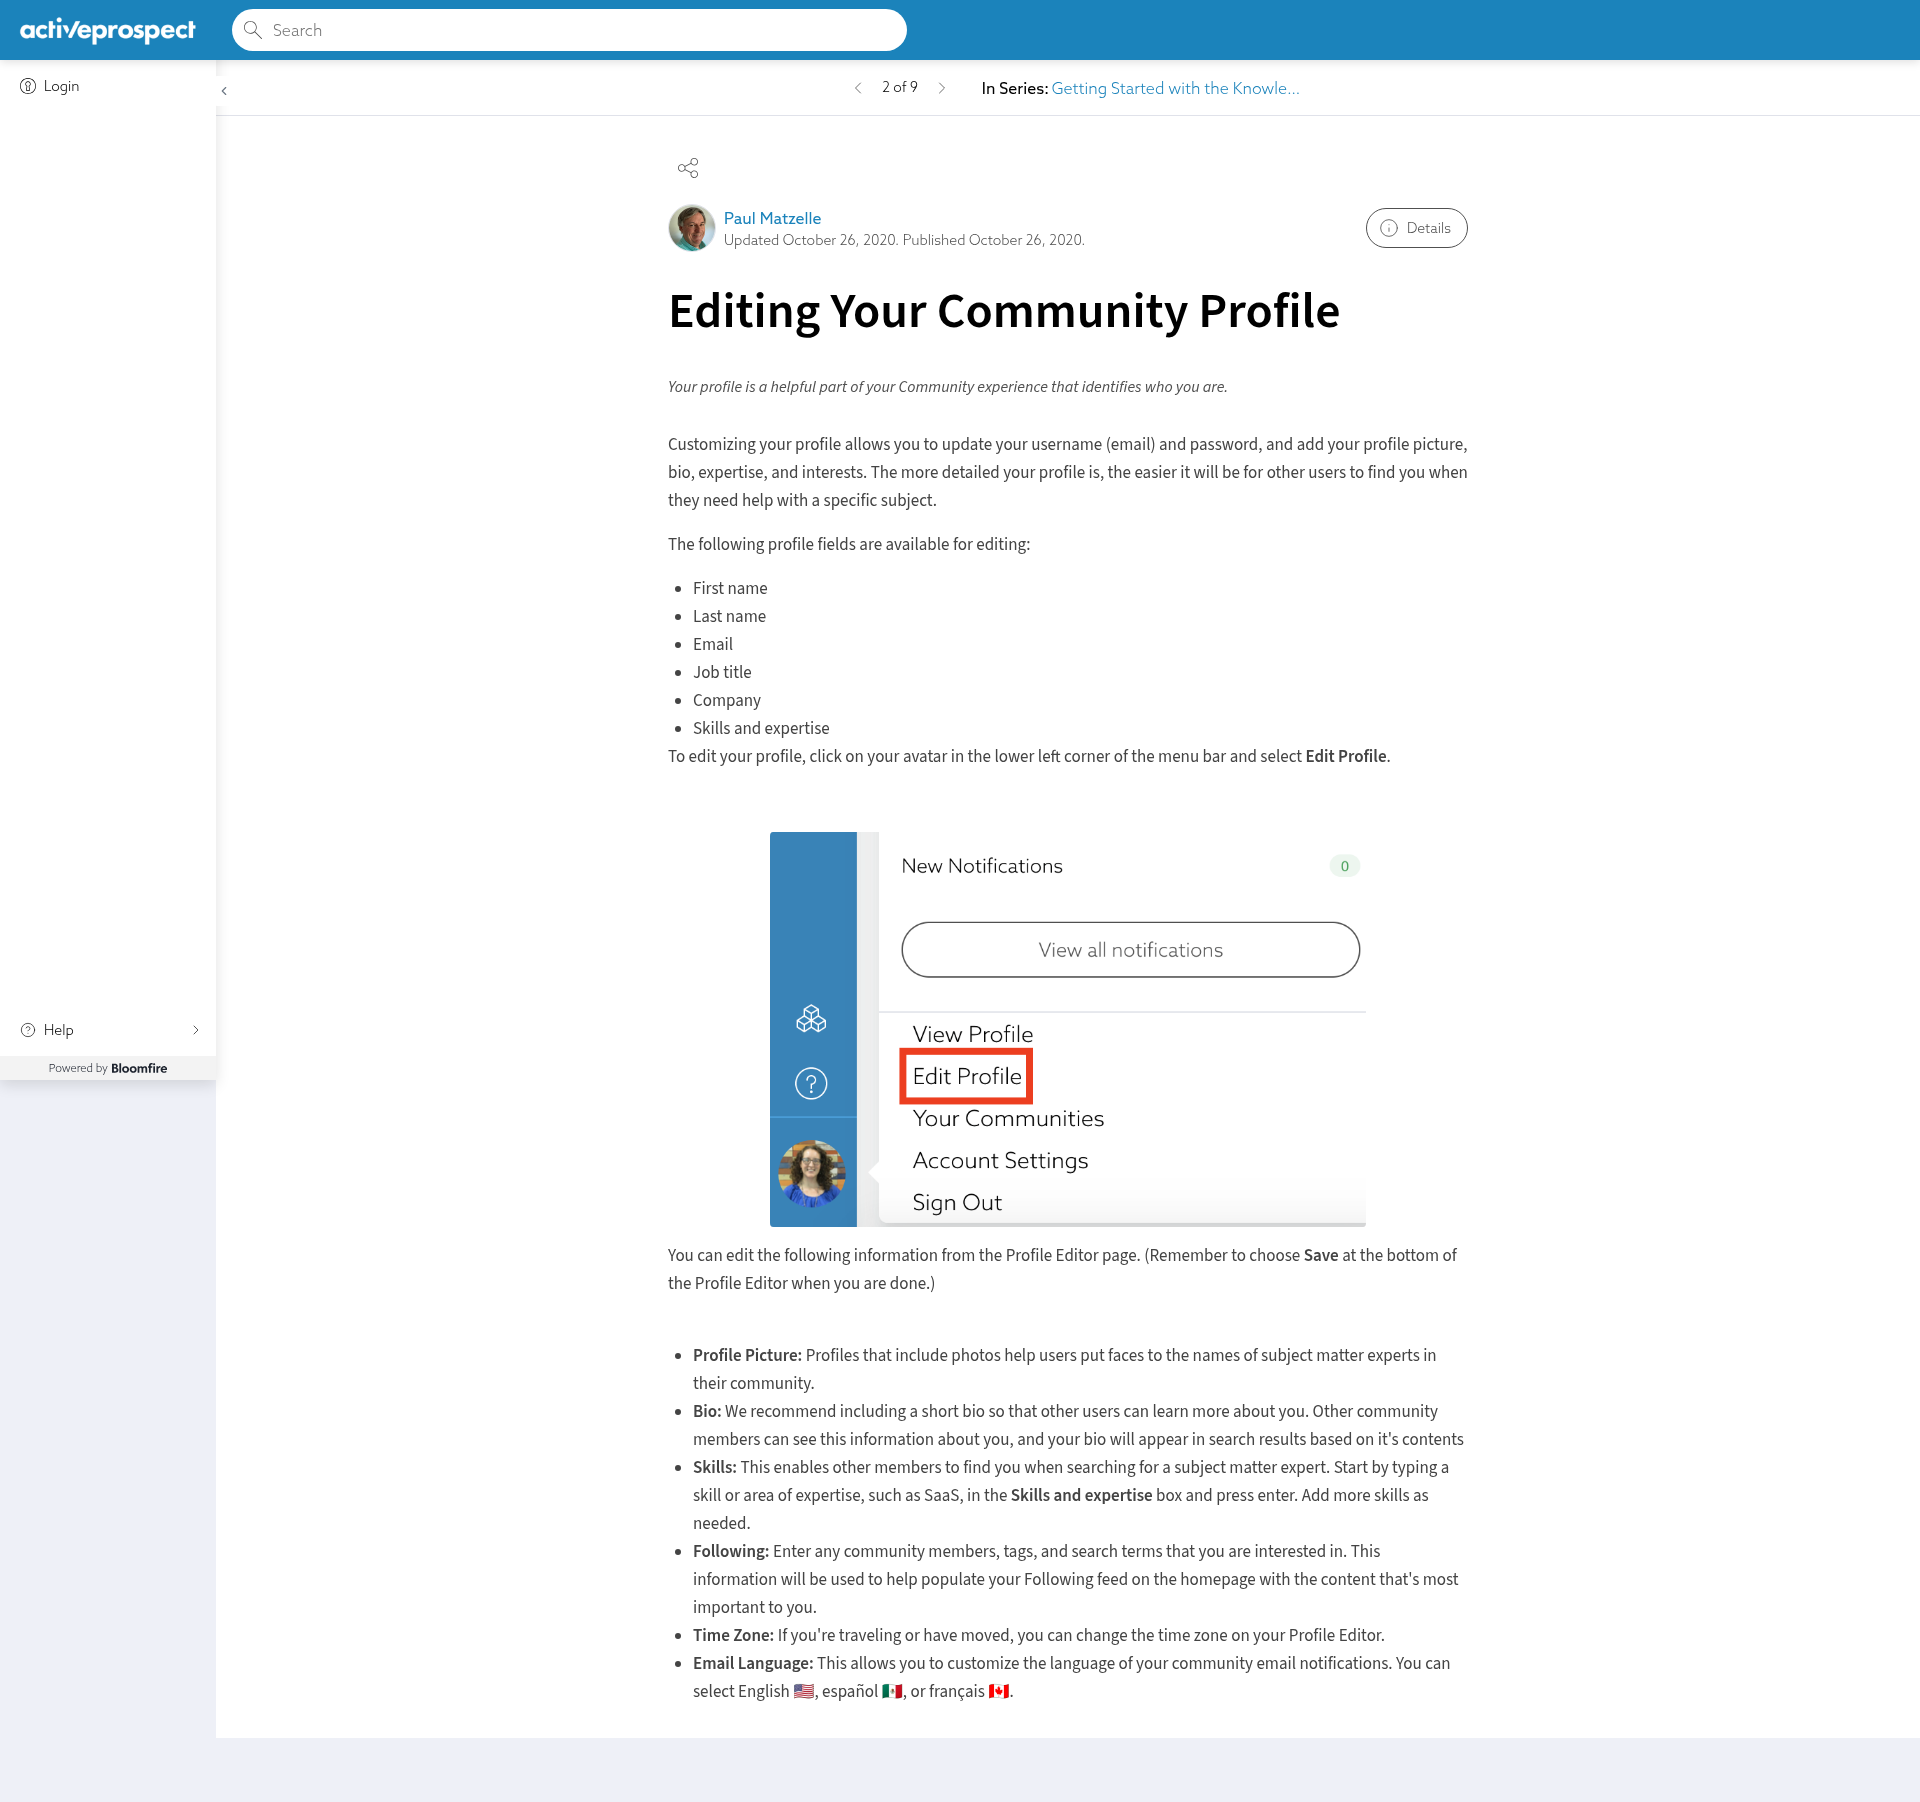 activeprospect
Search
Login
2 of 9
In Series: Getting Started with the Knowle...
Paul Matzelle
Updated October 26, 2020. Published October 26, 2020.
Details
Editing Your Community Profile
Your profile is a helpful part of your Community experience that identifies who you are.
Customizing your profile allows you to update your username (email) and password, and add your profile picture,
bio, expertise, and interests. The more detailed your profile is, the easier it will be for other users to find you when
they need help with a specific subject.
The following profile fields are available for editing:
• First name
• Last name
• Email
• Job title
• Company
• Skills and expertise
To edit your profile, click on your avatar in the lower left corner of the menu bar and select Edit Profile.
New Notifications
0
View all notifications
View Profile
Edit Profile
Your Communities
Account Settings
Sign Out
Help
Powered by Bloomfire
You can edit the following information from the Profile Editor page. (Remember to choose Save at the bottom of
the Profile Editor when you are done.)
• Profile Picture: Profiles that include photos help users put faces to the names of subject matter experts in
their community.
• Bio: We recommend including a short bio so that other users can learn more about you. Other community
members can see this information about you, and your bio will appear in search results based on it's contents
• Skills: This enables other members to find you when searching for a subject matter expert. Start by typing a
skill or area of expertise, such as SaaS, in the Skills and expertise box and press enter. Add more skills as
needed.
• Following: Enter any community members, tags, and search terms that you are interested in. This
information will be used to help populate your Following feed on the homepage with the content that's most
important to you.
• Time Zone: If you're traveling or have moved, you can change the time zone on your Profile Editor.
• Email Language: This allows you to customize the language of your community email notifications. You can
select English 🇺🇸, español 🇲🇽, or français 🇨🇦.